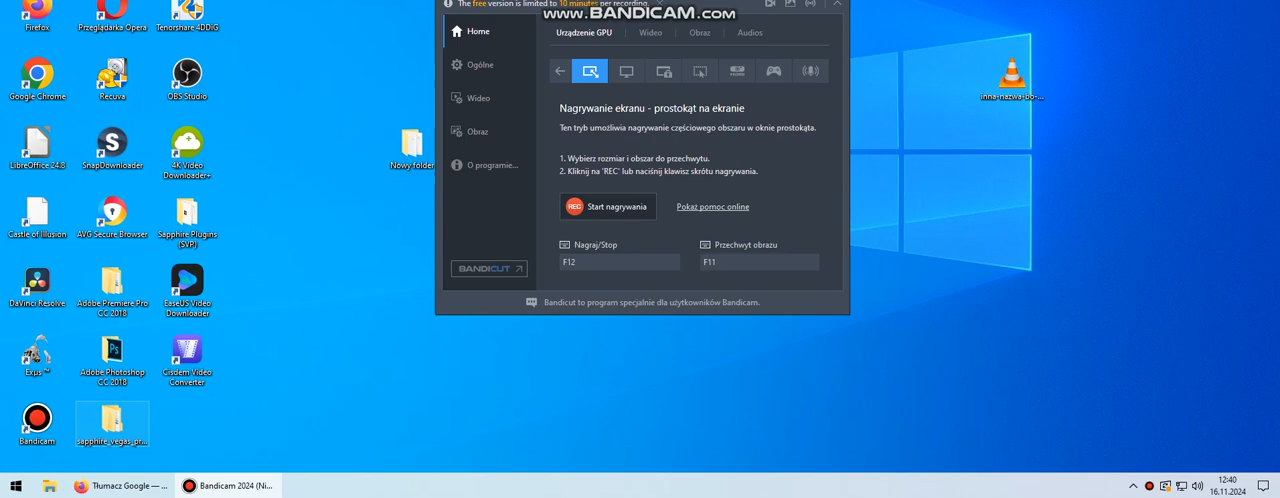 The free version is limited to 10 minutes per recording.
www.BANDICAM.com
Firefox
Przeglądarka Opera
Tenorshare 4DDiG
Home
Urządzenie GPU
Wideo
Obraz
Audios
Ogólne
Google Chrome
Recuva
OBS Studio
inna-nazwa-bo-...
Wideo
Nagrywanie ekranu - prostokąt na ekranie
Ten tryb umożliwia nagrywanie częściowego obszaru w oknie prostokąta.
Obraz
LibreOffice 24.8
SnapDownloader
4K Video
Downloader+
Nowy folder
O programie...
1. Wybierz rozmiar i obszar do przechwytu.
2. Kliknij na 'REC' lub naciśnij klawisz skrótu nagrywania.
REC
Start nagrywania
Pokaż pomoc online
Castle of Illusion
AVG Secure Browser
Sapphire Plugins
(SVP)
Nagraj/Stop
Przechwyt obrazu
F12
F11
BANDICUT
DaVinci Resolve
Adobe Premiere Pro
CC 2018
EaseUS Video
Downloader
Bandicut to program specjalnie dla użytkowników Bandicam.
Exμs ™
Adobe Photoshop
CC 2018
Cisdem Video
Converter
Bandicam
sapphire_vegas_pr...
Tłumacz Google — ...
Bandicam 2024 (Ni...
12:40
16.11.2024